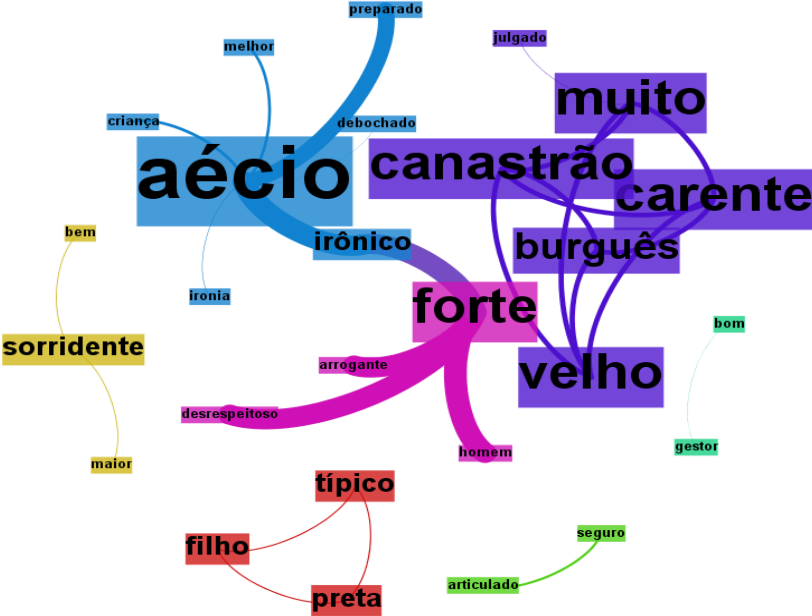 preparado
julgado
melhor
muito
criança
debochado
aécio
canastrão
carente
bem
irônico
burguês
ironia
forte
bom
sorridente
arrogante
velho
desrespeitoso
gestor
homem
maior
típico
seguro
filho
articulado
preta